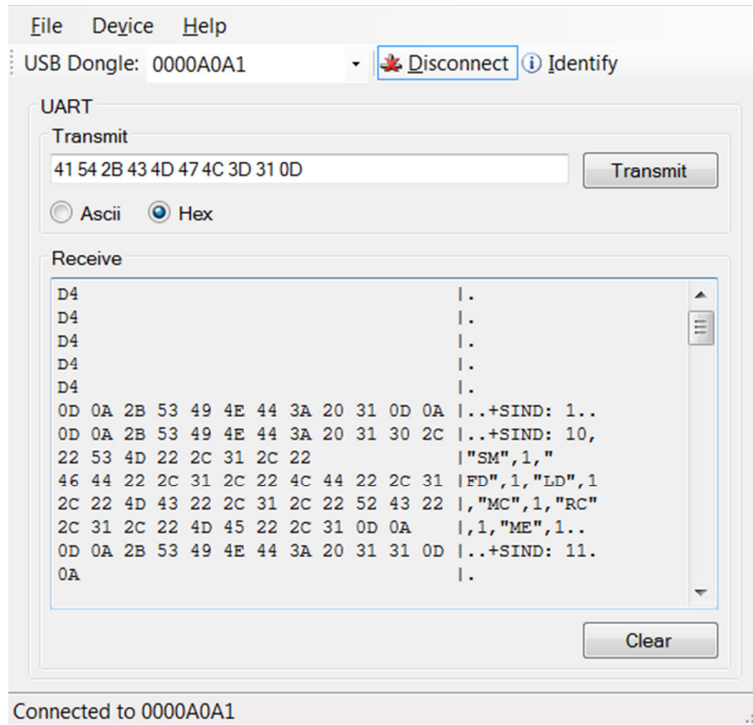 File Device Help
USB Dongle: 0000A0A1 Disconnect Identify
UART
Transmit
41 54 2B 43 4D 47 4C 3D 31 0D Transmit
Ascii Hex
Receive
D4 |.
D4 |.
D4 |.
D4 |.
D4 |.
0D 0A 2B 53 49 4E 44 3A 20 31 0D 0A |..+SIND: 1..
0D 0A 2B 53 49 4E 44 3A 20 31 30 2C |..+SIND: 10,
22 53 4D 22 2C 31 2C 22 |"SM",1,"
46 44 22 2C 31 2C 22 4C 44 22 2C 31 |FD",1,"LD",1
2C 22 4D 43 22 2C 31 2C 22 52 43 22 |,"MC",1,"RC"
2C 31 2C 22 4D 45 22 2C 31 0D 0A |,1,"ME",1..
0D 0A 2B 53 49 4E 44 3A 20 31 31 0D |..+SIND: 11.
0A |.
Clear
Connected to 0000A0A1